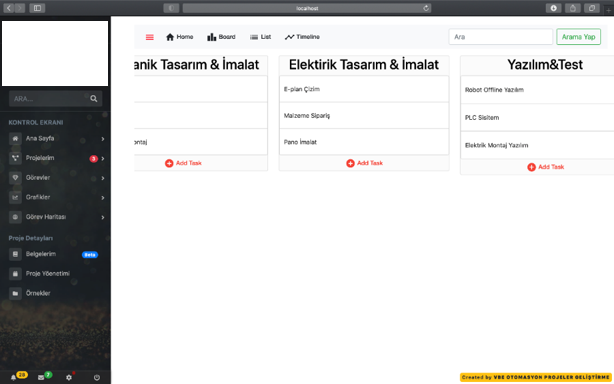 localhost
Home Board List Timeline
Ara
Arama Yap
ARA...
KONTROL EKRANI
Ana Sayfa
Projelerim 3
Görevler
Grafikler
Görev Haritası
Proje Detayları
Belgelerim Beta
Proje Yöenetimi
Örnekler
anik Tasarım & İmalat
ontaj
Add Task
Elektirik Tasarım & İmalat
E-plan Çizim
Malzeme Sipariş
Pano İmalat
Add Task
Yazılım&Test
Robot Offline Yazılım
PLC Sisitem
Elektrik Montaj Yazılım
Add Task
Created by VBE OTOMASYON PROJELER GELİŞTİRME